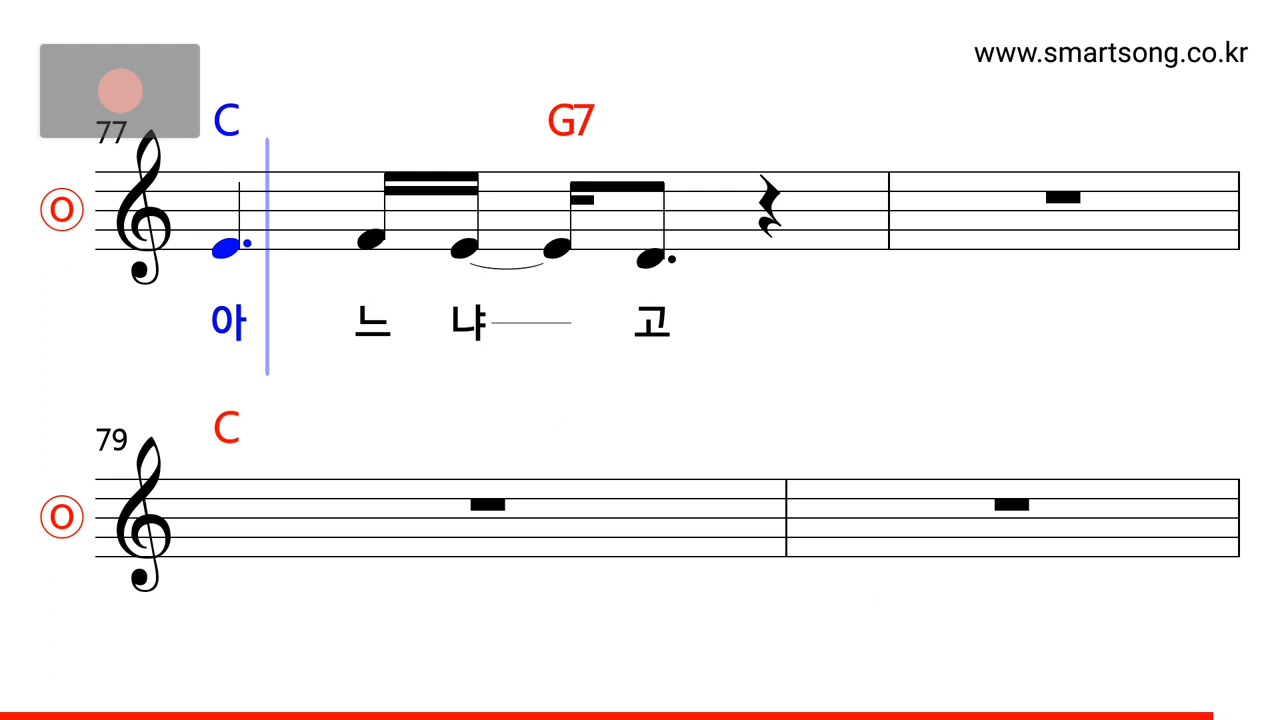 www.smartsong.co.kr
77 C G7
O
아 느 냐 고
79 C
O